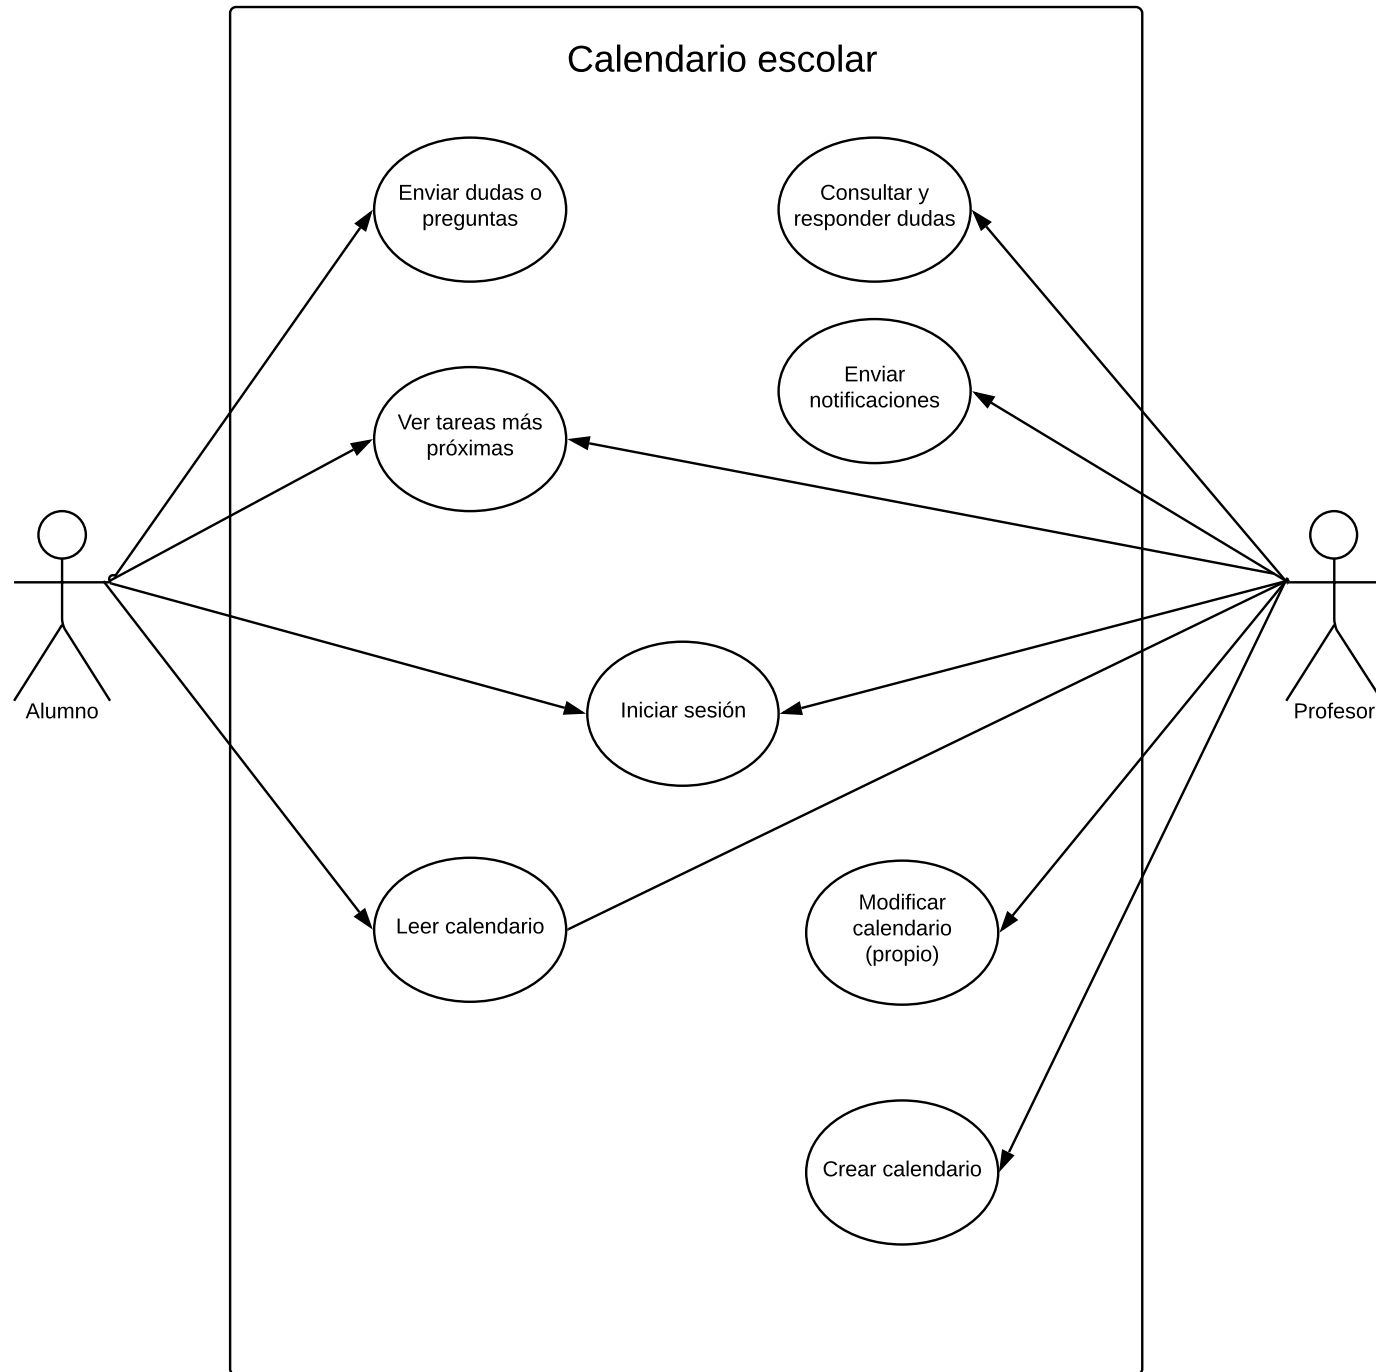 Calendario escolar
Enviar dudas o
preguntas
Consultar y
responder dudas
Enviar
notificaciones
Ver tareas más
próximas
Alumno
Profesor
Iniciar sesión
Leer calendario
Modificar
calendario
(propio)
Crear calendario